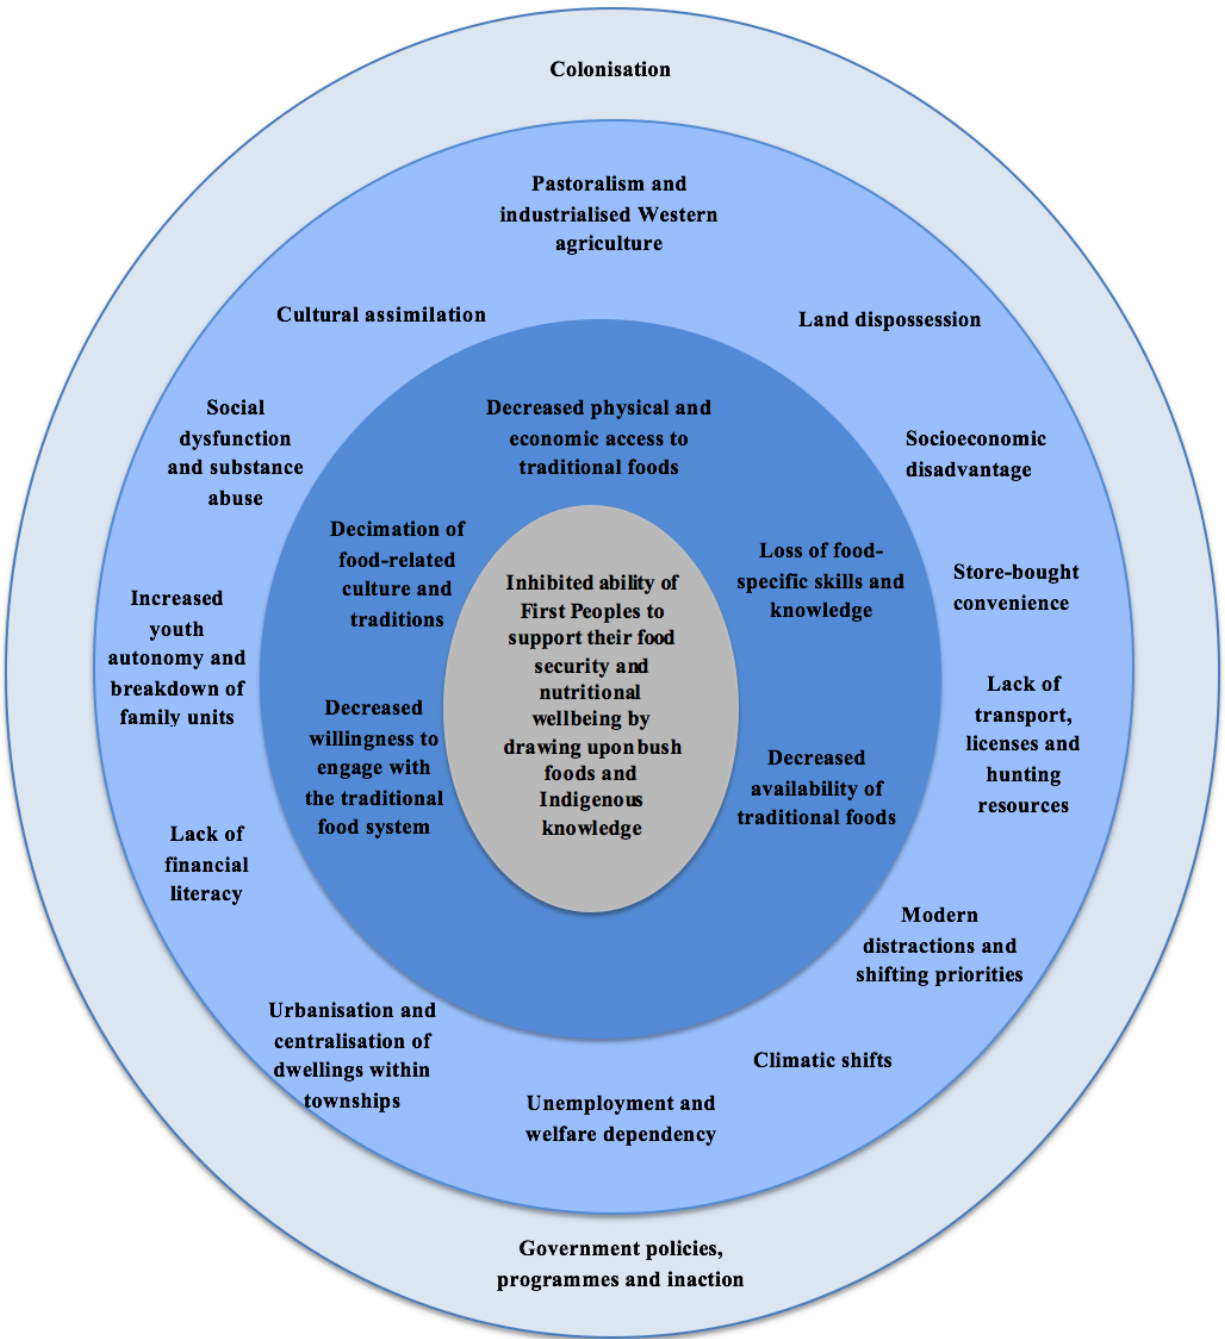 Colonisation
Pastoralism and
industrialised Western
agriculture
Cultural assimilation
Land dispossession
Social
dysfunction
and substance
abuse
Decreased physical and
economic access to
traditional foods
Socioeconomic
disadvantage
Decimation of
food-related
culture and
traditions
Inhibited ability of
First Peoples to
support their food
security and
nutritional
wellbeing by
drawing upon bush
foods and
Indigenous
knowledge
Loss of food-
specific skills and
knowledge
Store-bought
convenience
Increased
youth
autonomy and
breakdown of
family units
Decreased
willingness to
engage with
the traditional
food system
Decreased
availability of
traditional foods
Lack of
transport,
licenses and
hunting
resources
Lack of
financial
literacy
Modern
distractions and
shifting priorities
Urbanisation and
centralisation of
dwellings within
townships
Climatic shifts
Unemployment and
welfare dependency
Government policies,
programmes and inaction